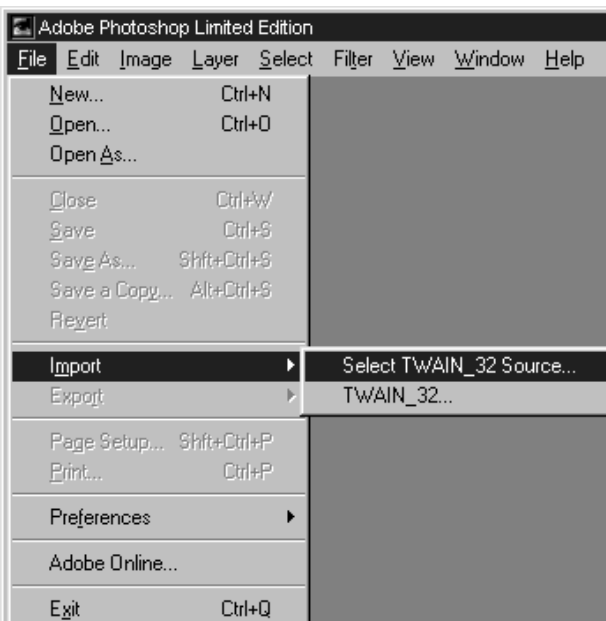 Adobe Photoshop Limited Edition
File Edit Image Layer Select Filter View Window Help
New... Ctrl+N
Open... Ctrl+O
Open As...
Close Ctrl+W
Save Ctrl+S
Save As... Shft+Ctrl+S
Save a Copy... Alt+Ctrl+S
Revert
Import Select TWAIN_32 Source...
Export TWAIN_32...
Page Setup... Shft+Ctrl+P
Print... Ctrl+P
Preferences
Adobe Online...
Exit Ctrl+Q